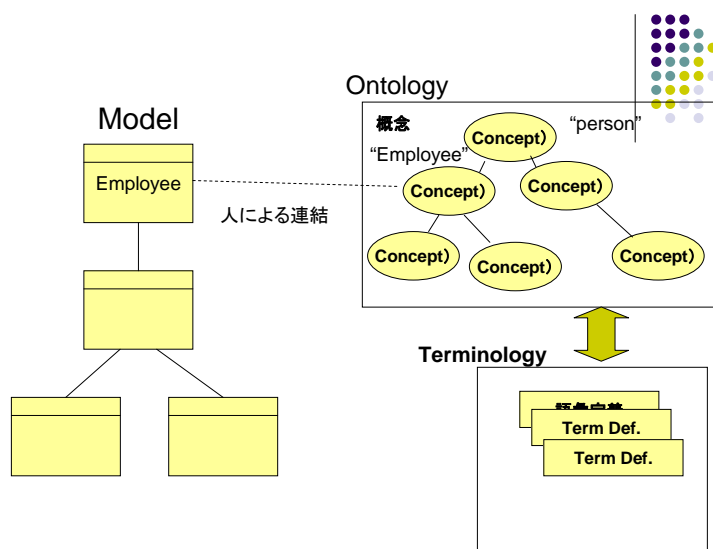 Ontology
Model
概念
“person”
Concept)
“Employee”
Employee
Concept)
Concept)
人による連結
Concept)
Concept)
Concept)
Terminology
Term Def.
Term Def.